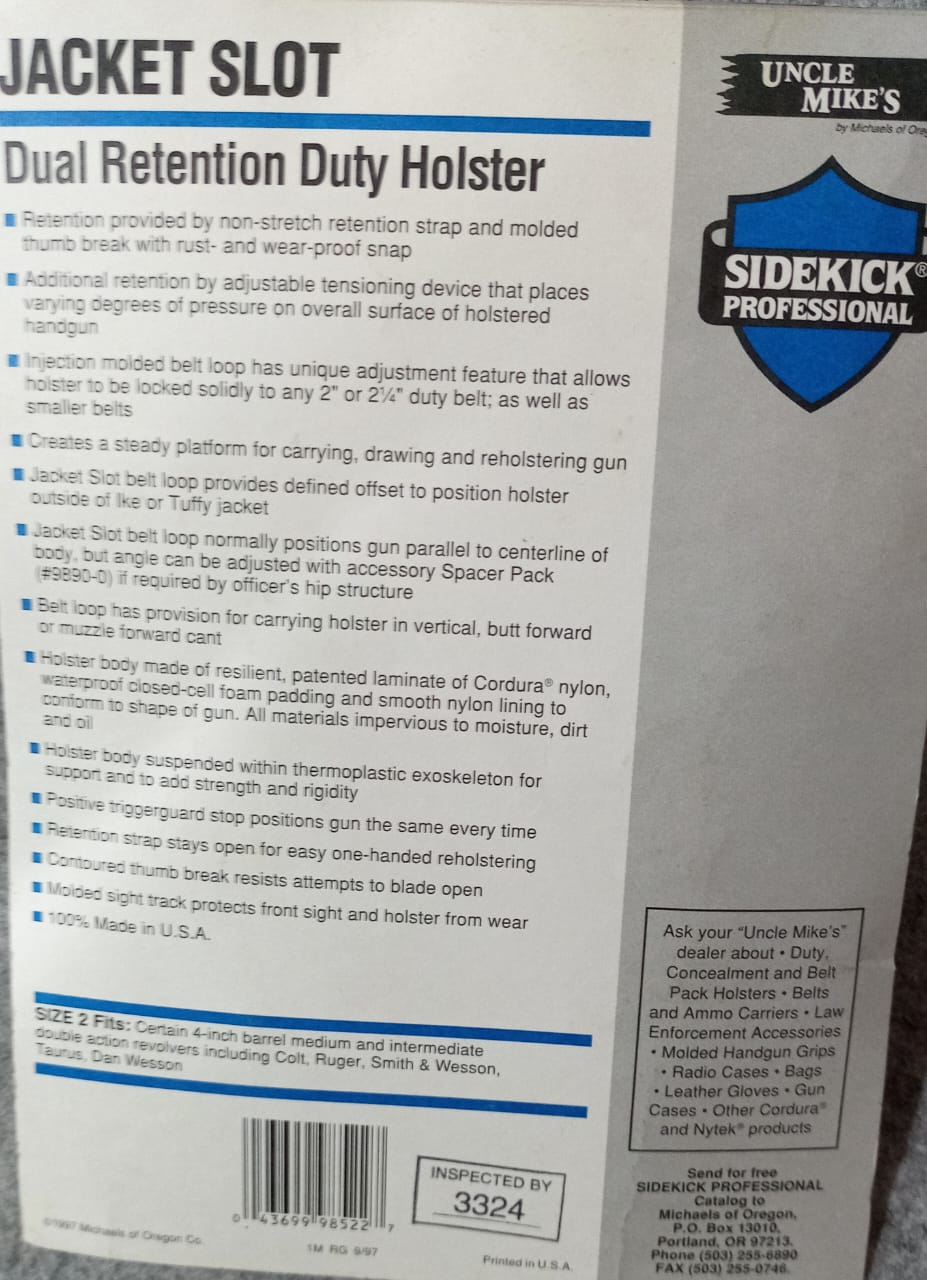 JACKET SLOT
Dual Retention Duty Holster
■ Retention provided by non-stretch retention strap and molded
thumb break with rust- and wear-proof snap
■ Additional retention by adjustable tensioning device that places
varying degrees of pressure on overall surface of holstered
handgun
■ Injection molded belt loop has unique adjustment feature that allows
holster to be locked solidly to any 2" or 2¼" duty belt; as well as
smaller belts
■ Creates a steady platform for carrying, drawing and reholstering gun
■ Jacket Slot belt loop provides defined offset to position holster
outside of Ike or Tuffy jacket
■ Jacket Slot belt loop normally positions gun parallel to centerline of
body, but angle can be adjusted with accessory Spacer Pack
(#9890-0) if required by officer's hip structure
■ Belt loop has provision for carrying holster in vertical, butt forward
or muzzle forward cant
■ Holster body made of resilient, patented laminate of Cordura® nylon,
waterproof closed-cell foam padding and smooth nylon lining to
conform to shape of gun. All materials impervious to moisture, dirt
and oil
■ Holster body suspended within thermoplastic exoskeleton for
support and to add strength and rigidity
■ Positive triggerguard stop positions gun the same every time
■ Retention strap stays open for easy one-handed reholstering
■ Contoured thumb break resists attempts to blade open
■ Molded sight track protects front sight and holster from wear
■ 100% Made in U.S.A.
SIZE 2 Fits: Certain 4-inch barrel medium and intermediate
double action revolvers including Colt, Ruger, Smith & Wesson,
Taurus, Dan Wesson
0 43699 98522 7
INSPECTED BY
3324
©1997 Michaels of Oregon Co.
1M RG 9/97
Printed in U.S.A.
UNCLE
MIKE'S
by Michaels of Ore
SIDEKICK®
PROFESSIONAL
Ask your "Uncle Mike's"
dealer about • Duty,
Concealment and Belt
Pack Holsters • Belts
and Ammo Carriers • Law
Enforcement Accessories
• Molded Handgun Grips
• Radio Cases • Bags
• Leather Gloves • Gun
Cases • Other Cordura®
and Nytek® products
Send for free
SIDEKICK PROFESSIONAL
Catalog to
Michaels of Oregon,
P.O. Box 13010,
Portland, OR 97213.
Phone (503) 255-6890
FAX (503) 255-0746.